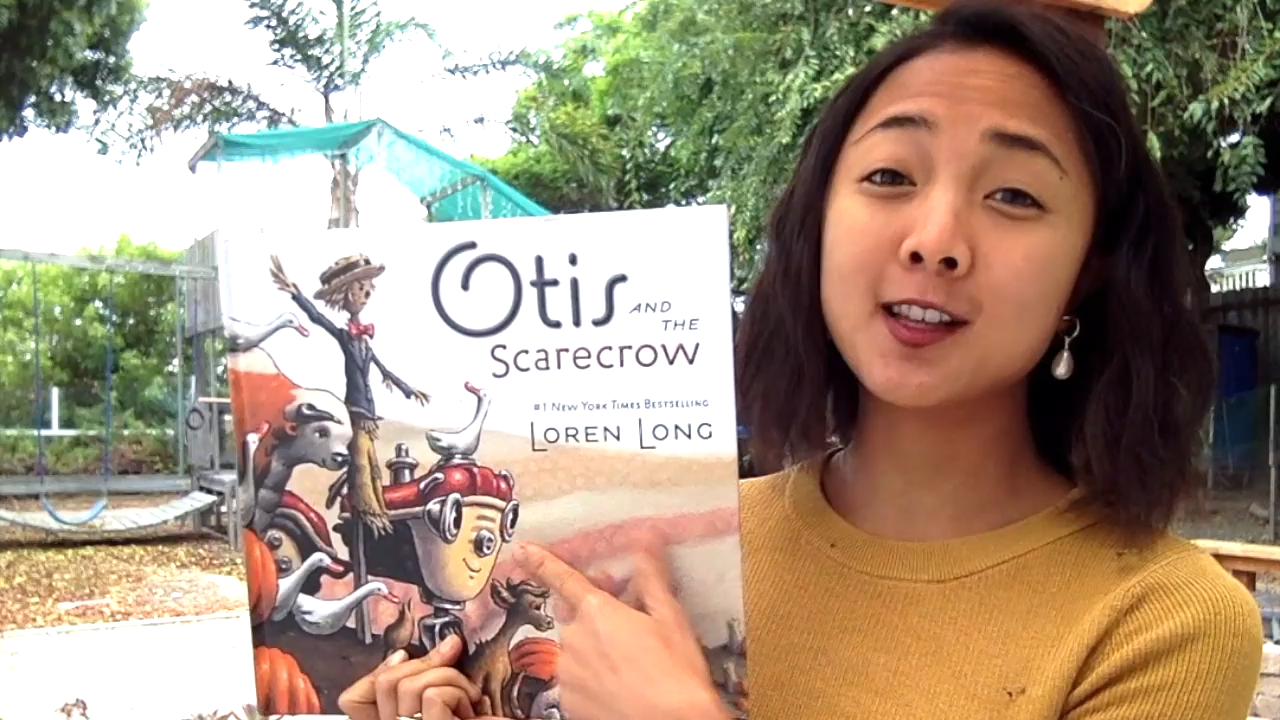 Otis AND
THE
Scarecrow
#1 New York Times Bestselling
Loren Long